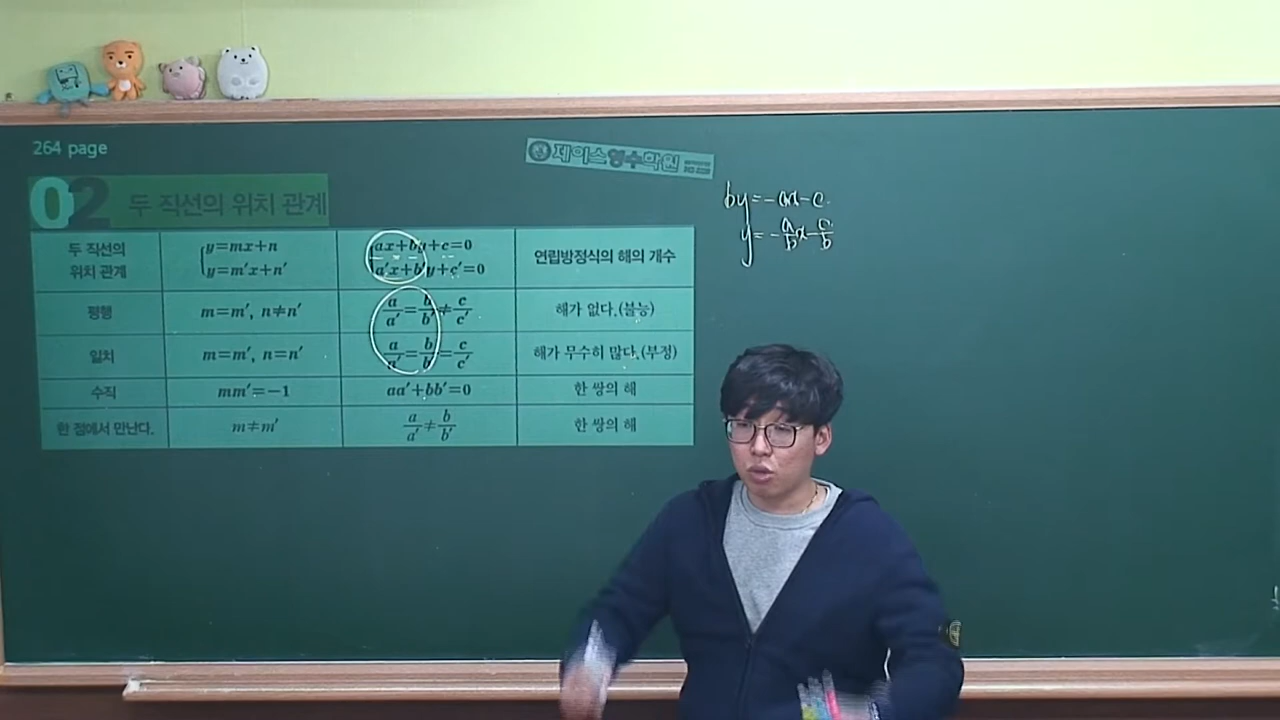 264 page
제이스영수학원
02 두 직선의 위치 관계
두 직선의
위치 관계
y=mx+n
y=m′x+n′
ax+by+c=0
a′x+b′y+c′=0
연립방정식의 해의 개수
평행
m=m′, n≠n′
a/a′=b/b′≠c/c′
해가 없다.(불능)
일치
m=m′, n=n′
a/a′=b/b′=c/c′
해가 무수히 많다.(부정)
수직
mm′=-1
aa′+bb′=0
한 쌍의 해
한 점에서 만난다.
m≠m′
a/a′≠b/b′
한 쌍의 해
by=-ax-c.
y=-a/b x-c/b